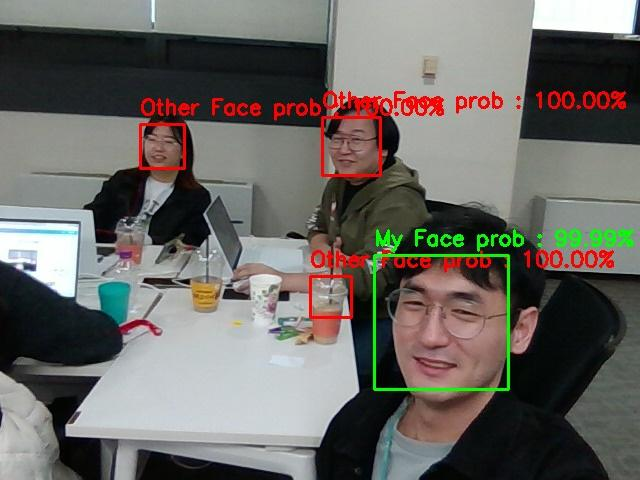 Other Face prob : 100.00%
Other Face prob : 100.00%
My Face prob : 99.99%
Other Face prob : 100.00%